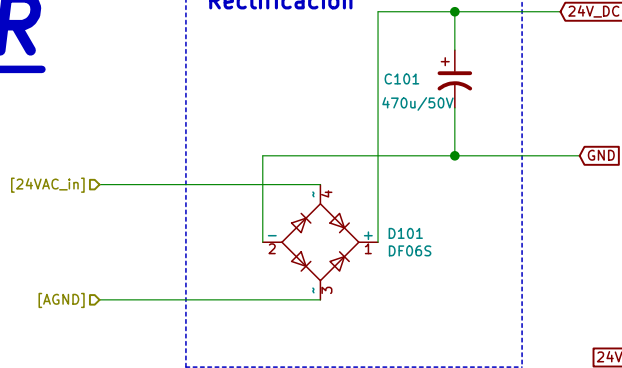 Rectificación
R
24V_DC
+
C101
470u/50V
GND
[24VAC_in]
~
4
-
2
+
1
D101
DF06S
[AGND]
~
3
24V